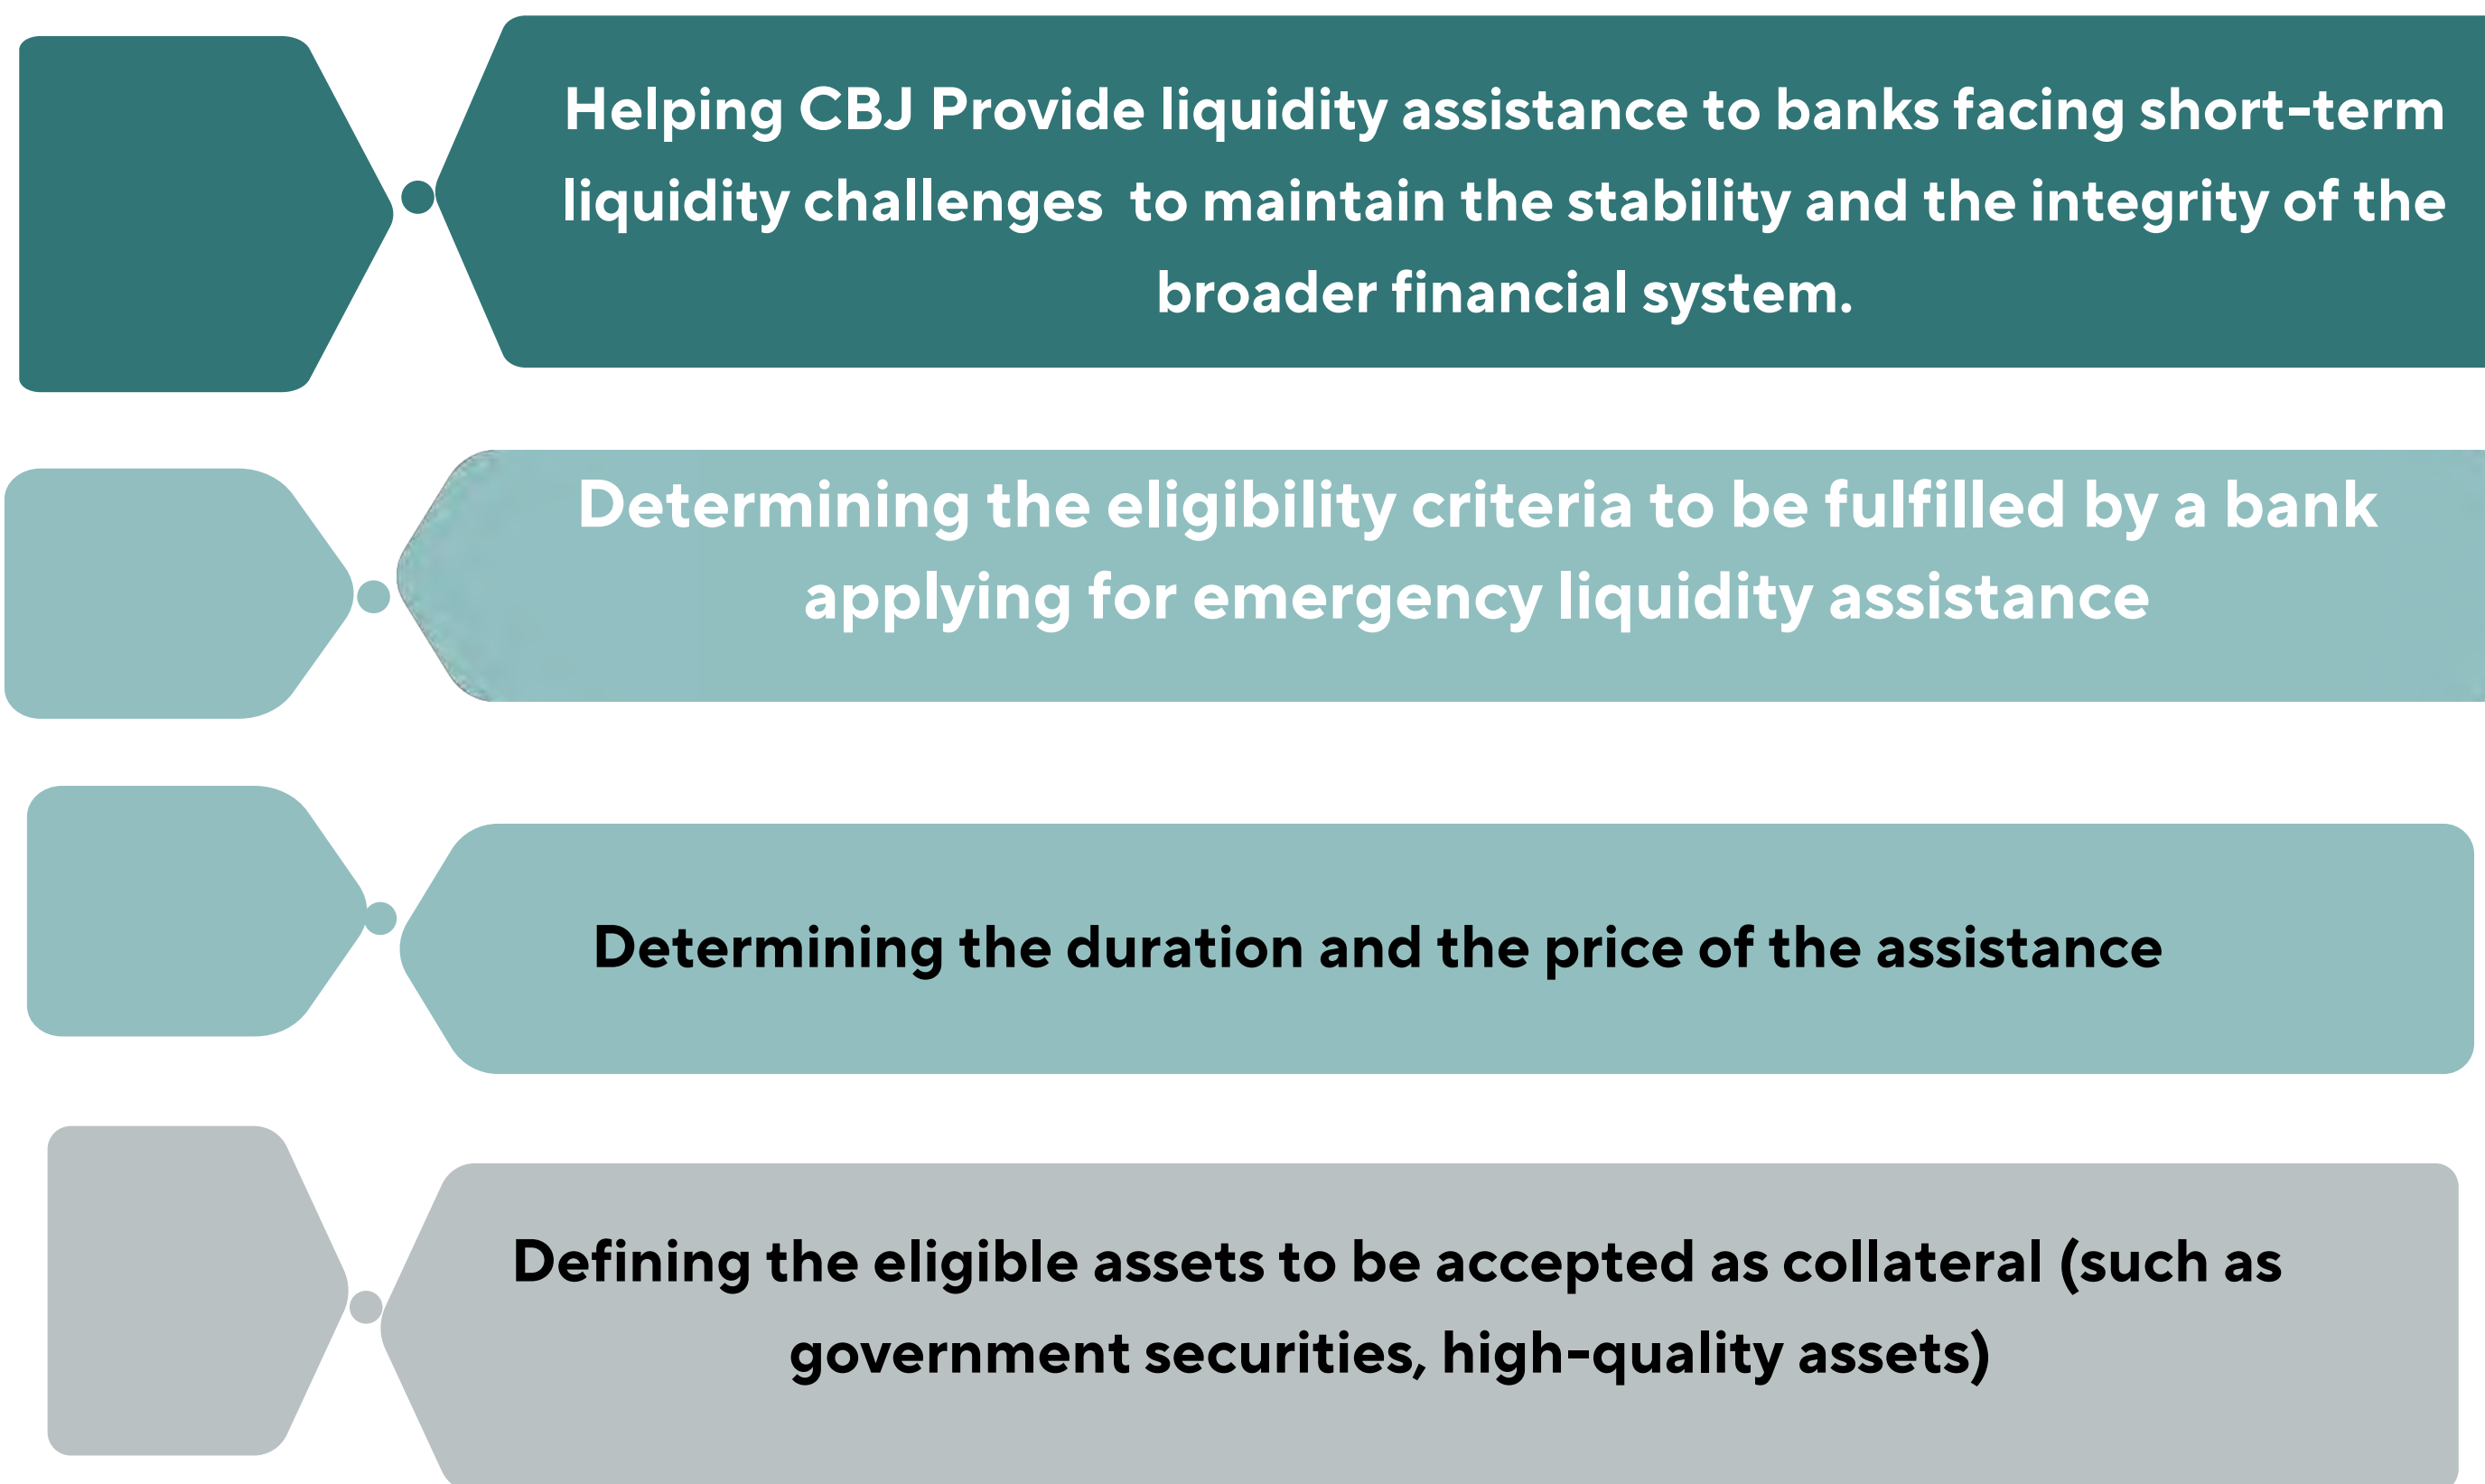 Helping CBJ Provide liquidity assistance to banks facing short-term
liquidity challenges to maintain the stability and the integrity of the
broader financial system.
Determining the eligibility criteria to be fulfilled by a bank
applying for emergency liquidity assistance
Determining the duration and the price of the assistance
Defining the eligible assets to be accepted as collateral (such as
government securities, high-quality assets)